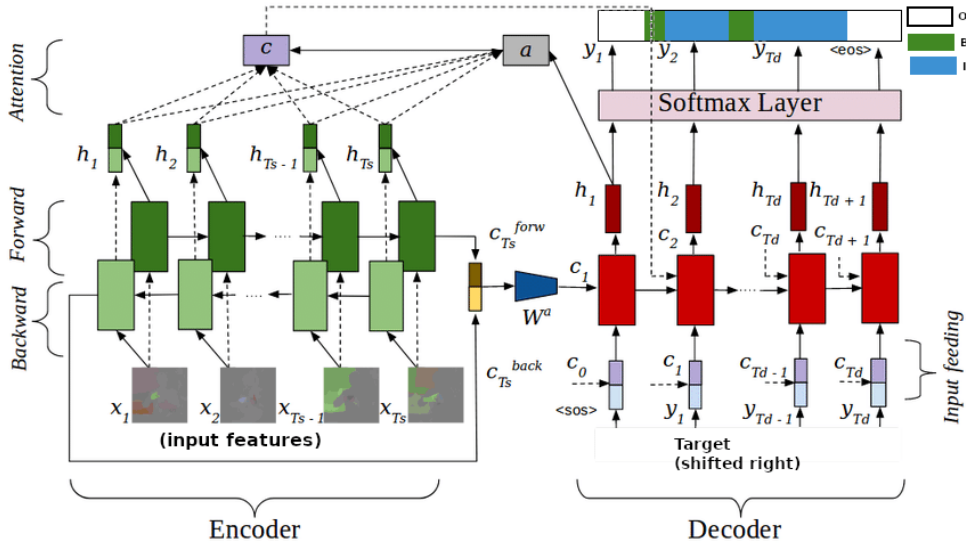 c
a
O
B
I
y1
y2
yTd
<eos>
Attention
Softmax Layer
h1
h2
hTs - 1
hTs
h1
h2
hTd
hTd + 1
Forward
cTs forw
c1
c2
cTd
cTd + 1
Backward
Wa
cTs back
c0
c1
cTd - 1
cTd
Input feeding
x1
x2
xTs - 1
xTs
<sos>
y1
yTd - 1
yTd
(input features)
Target
(shifted right)
Encoder
Decoder